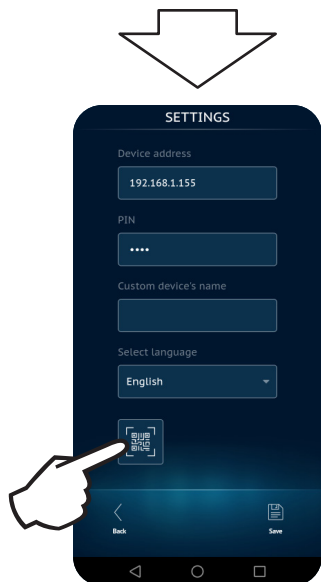 SETTINGS
Device address
192.168.1.155
PIN
••••
Custom device's name
Select language
English
Back
Save